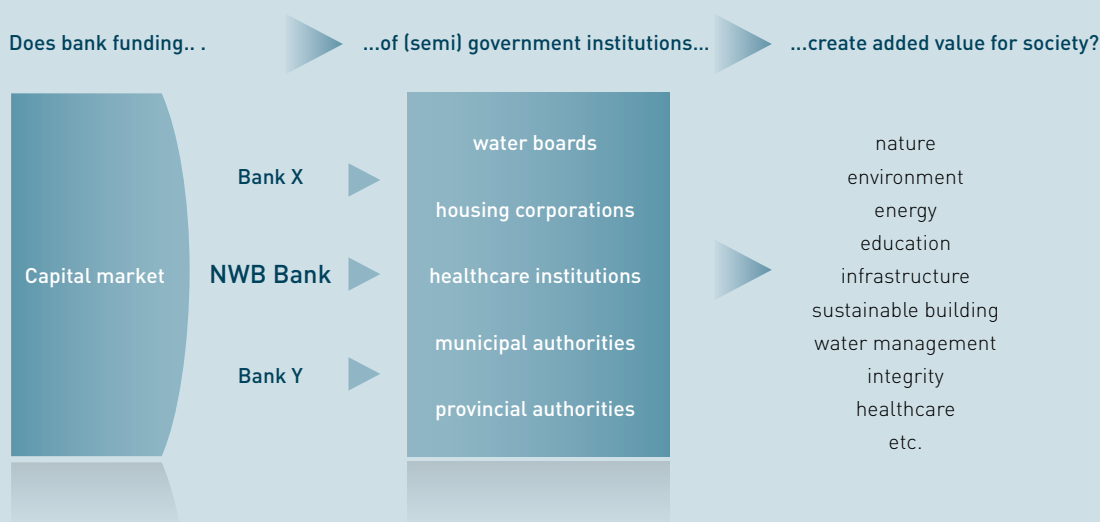 Does bank funding.. .
...of (semi) government institutions...
...create added value for society?
Capital market
Bank X
NWB Bank
Bank Y
water boards
housing corporations
healthcare institutions
municipal authorities
provincial authorities
nature
environment
energy
education
infrastructure
sustainable building
water management
integrity
healthcare
etc.